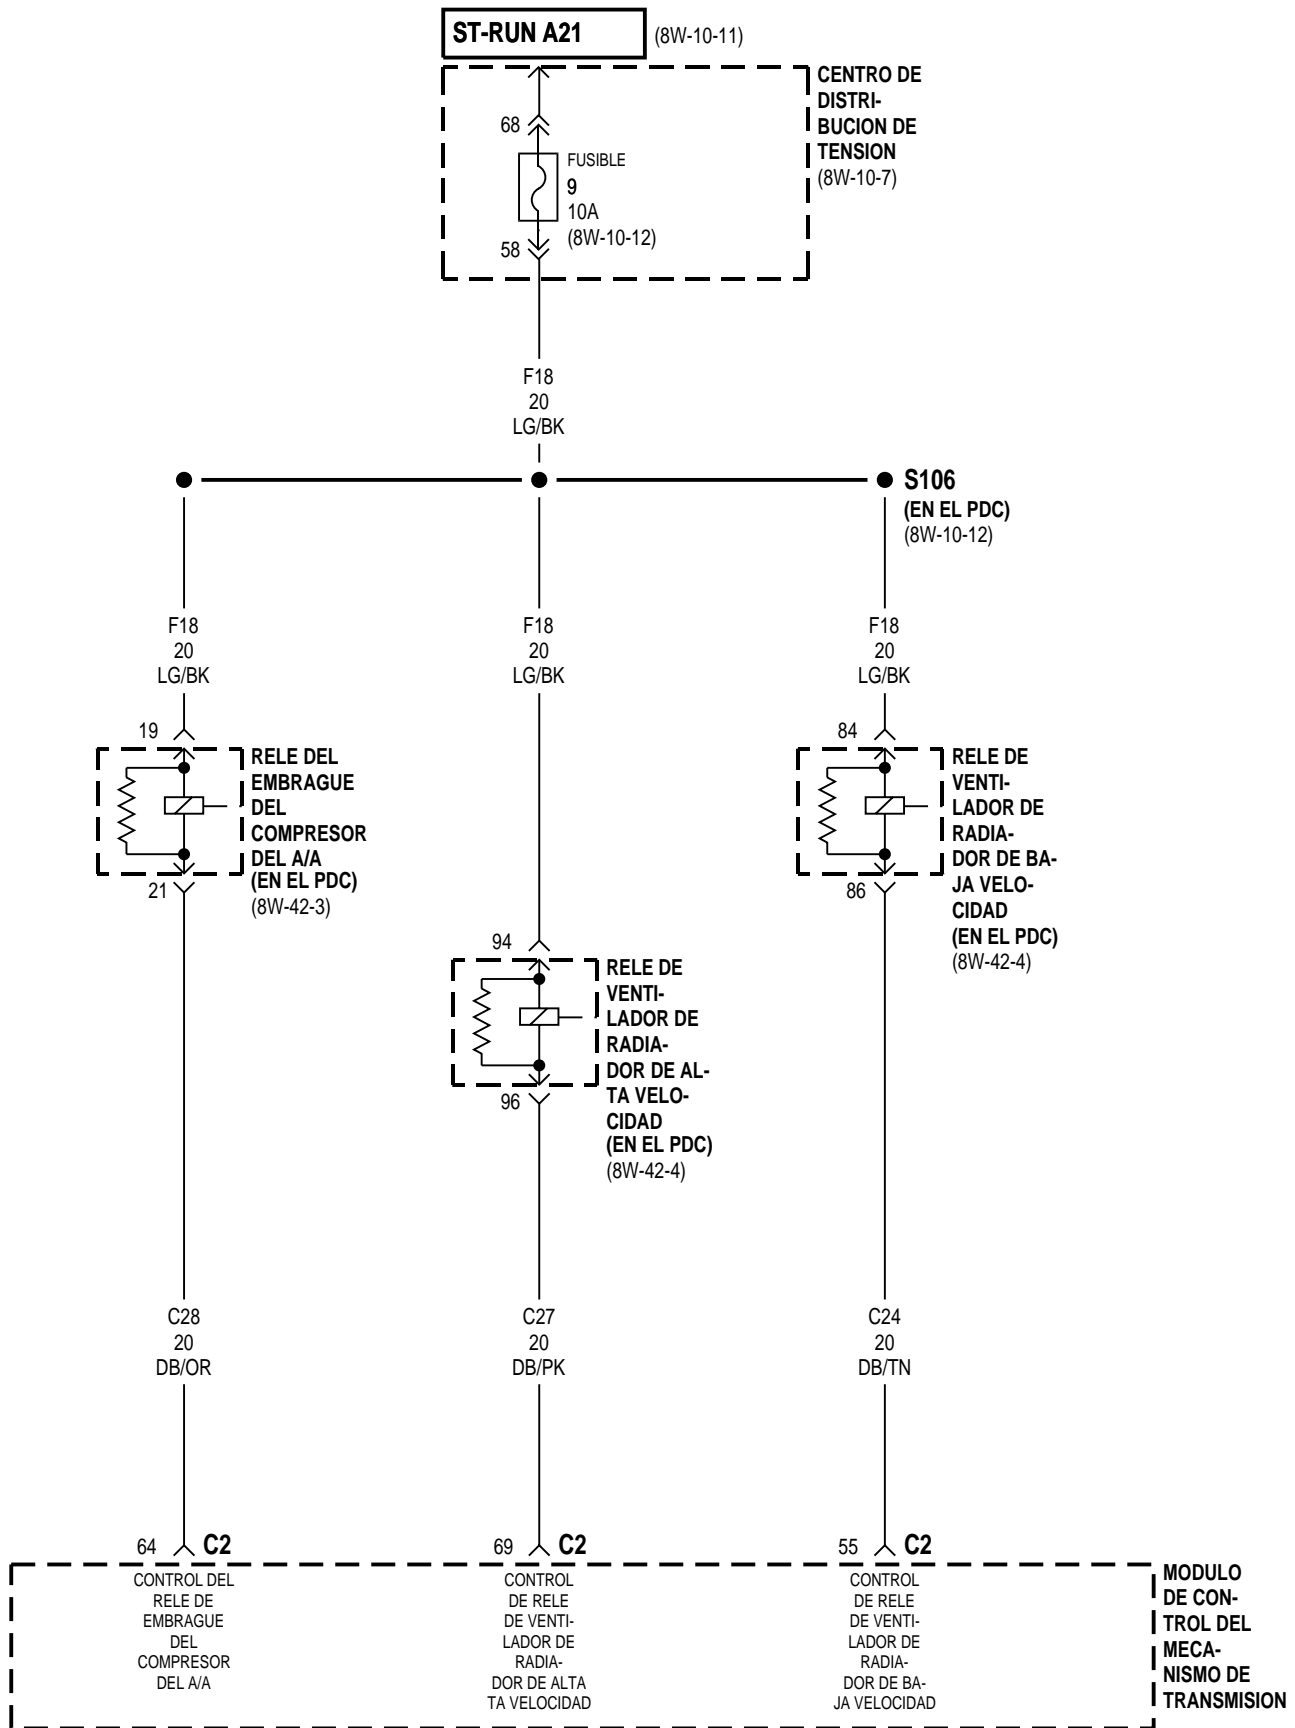 ST-RUN A21
(8W-10-11)
CENTRO DE
DISTRI-
BUCION DE
TENSION
(8W-10-7)
68
FUSIBLE
9
10A
(8W-10-12)
58
F18
20
LG/BK
S106
(EN EL PDC)
(8W-10-12)
F18
20
LG/BK
F18
20
LG/BK
F18
20
LG/BK
19
RELE DEL
EMBRAGUE
DEL
COMPRESOR
DEL A/A
(EN EL PDC)
(8W-42-3)
21
84
RELE DE
VENTI-
LADOR DE
RADIA-
DOR DE BA-
JA VELO-
CIDAD
(EN EL PDC)
(8W-42-4)
86
94
RELE DE
VENTI-
LADOR DE
RADIA-
DOR DE AL-
TA VELO-
CIDAD
(EN EL PDC)
(8W-42-4)
96
C28
20
DB/OR
C27
20
DB/PK
C24
20
DB/TN
64 C2
69 C2
55 C2
CONTROL DEL
RELE DE
EMBRAGUE
DEL
COMPRESOR
DEL A/A
CONTROL
DE RELE
DE VENTI-
LADOR DE
RADIA-
DOR DE ALTA
TA VELOCIDAD
CONTROL
DE RELE
DE VENTI-
LADOR DE
RADIA-
DOR DE BA-
JA VELOCIDAD
MODULO
DE CON-
TROL DEL
MECA-
NISMO DE
TRANSMISION